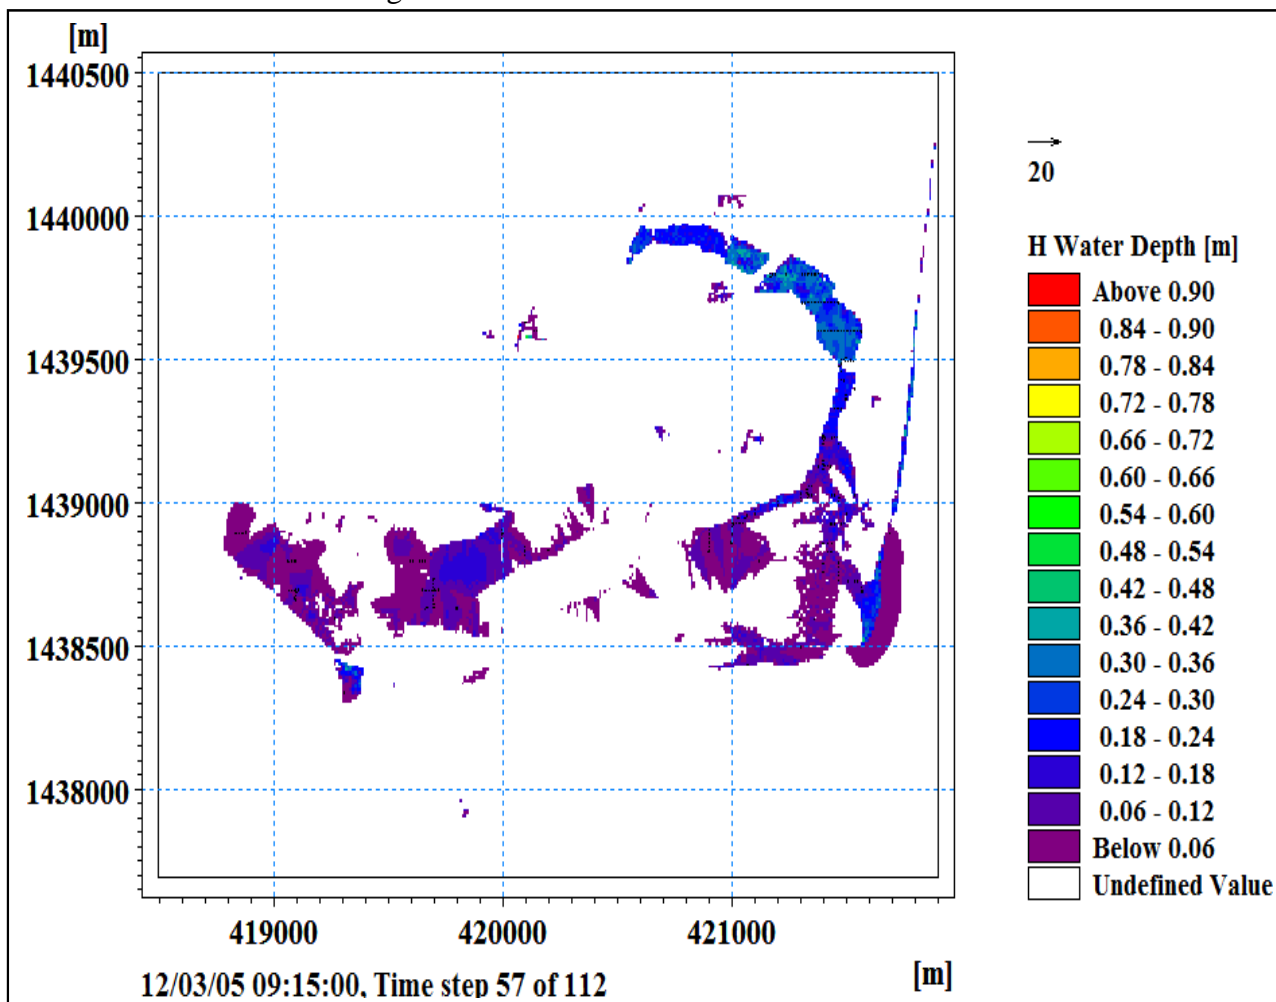 [m]
1440500
1440000
1439500
1439000
1438500
1438000
419000 420000 421000
[m]
12/03/05 09:15:00, Time step 57 of 112
20
H Water Depth [m]
Above 0.90
0.84 - 0.90
0.78 - 0.84
0.72 - 0.78
0.66 - 0.72
0.60 - 0.66
0.54 - 0.60
0.48 - 0.54
0.42 - 0.48
0.36 - 0.42
0.30 - 0.36
0.24 - 0.30
0.18 - 0.24
0.12 - 0.18
0.06 - 0.12
Below 0.06
Undefined Value